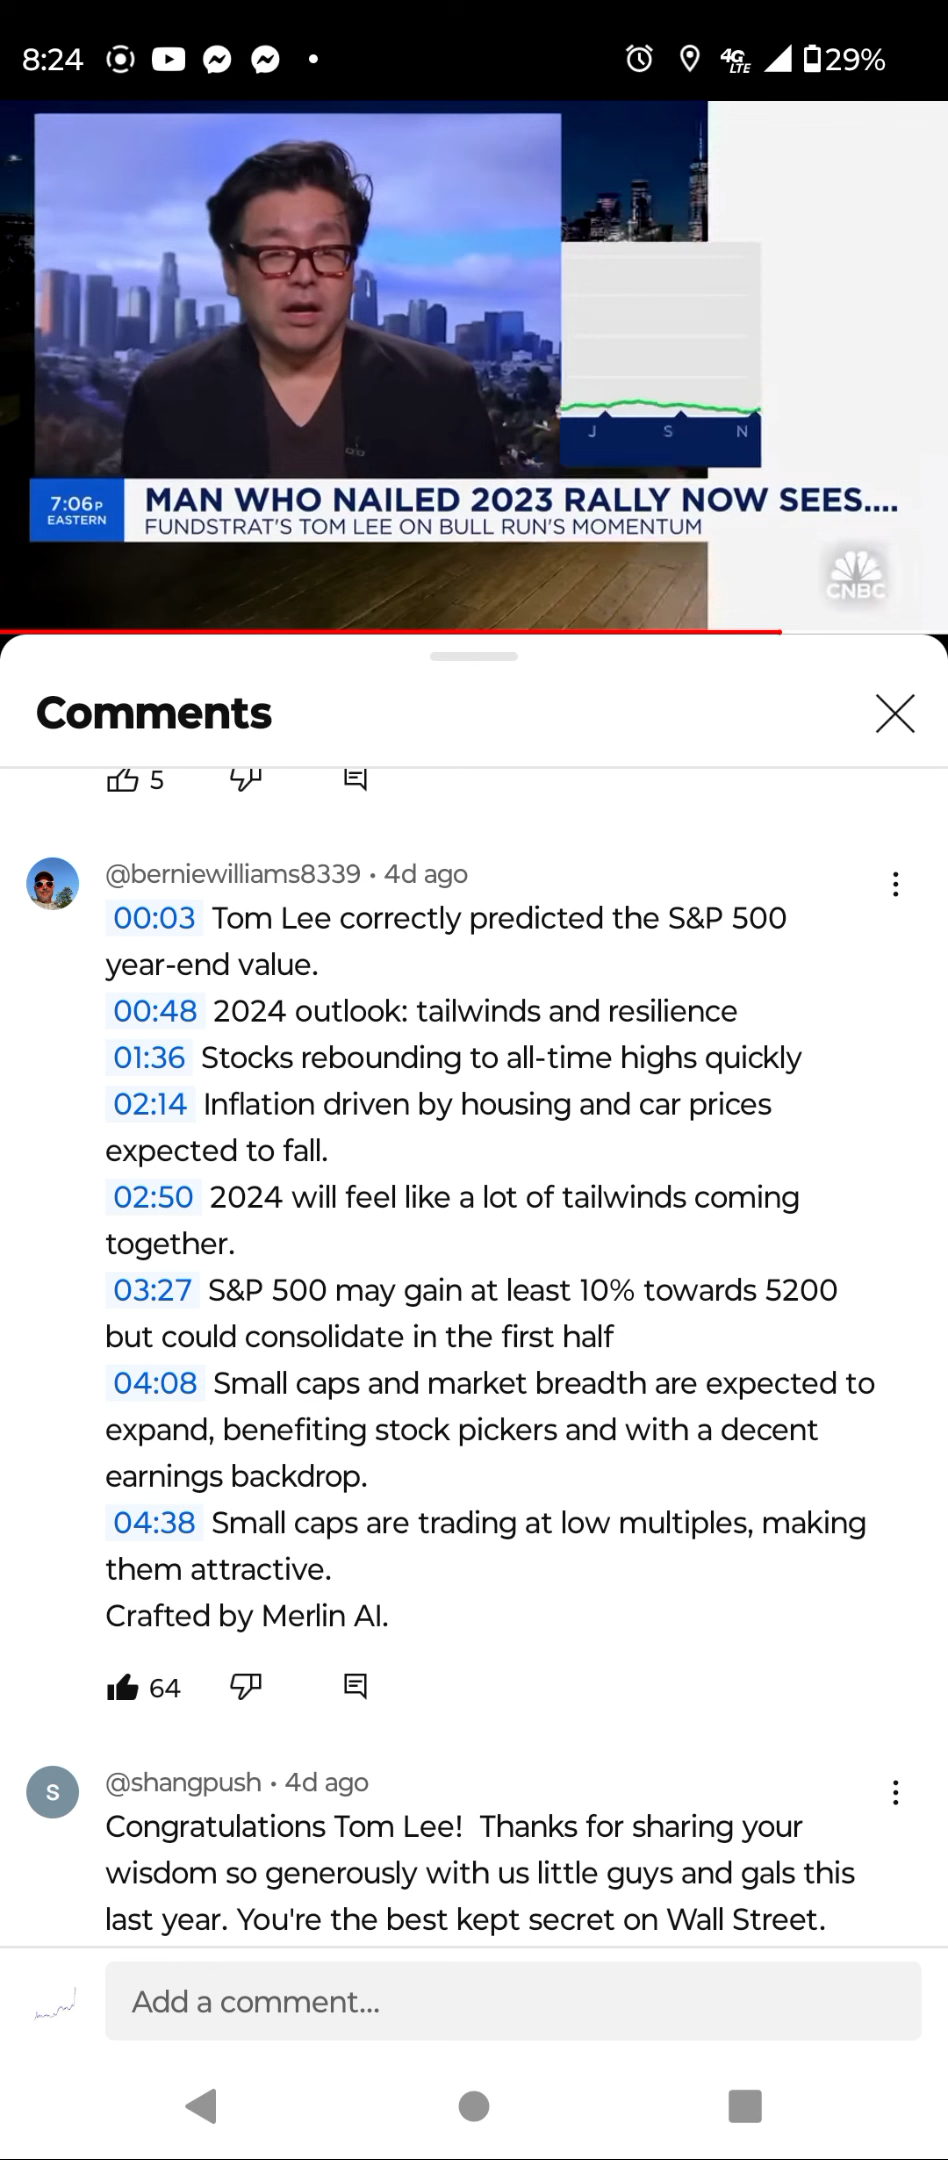 8:24
4G LTE
29%
J S N
7:06P
EASTERN
MAN WHO NAILED 2023 RALLY NOW SEES....
FUNDSTRAT'S TOM LEE ON BULL RUN'S MOMENTUM
CNBC
Comments
5
@berniewilliams8339 • 4d ago
00:03 Tom Lee correctly predicted the S&P 500
year-end value.
00:48 2024 outlook: tailwinds and resilience
01:36 Stocks rebounding to all-time highs quickly
02:14 Inflation driven by housing and car prices
expected to fall.
02:50 2024 will feel like a lot of tailwinds coming
together.
03:27 S&P 500 may gain at least 10% towards 5200
but could consolidate in the first half
04:08 Small caps and market breadth are expected to
expand, benefiting stock pickers and with a decent
earnings backdrop.
04:38 Small caps are trading at low multiples, making
them attractive.
Crafted by Merlin AI.
64
S
@shangpush • 4d ago
Congratulations Tom Lee!  Thanks for sharing your
wisdom so generously with us little guys and gals this
last year. You're the best kept secret on Wall Street.
Add a comment...